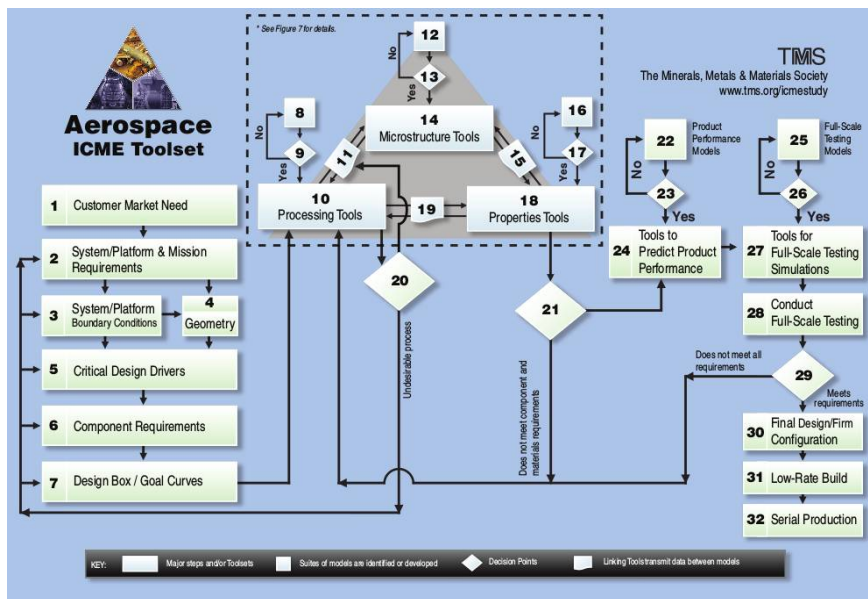 * See Figure 7 for details.
Aerospace
ICME Toolset
TMS
The Minerals, Metals & Materials Society
www.tms.org/icmestudy
12
No
13
Yes
14
Microstructure Tools
8
No
9
Yes
11
15
16
No
17
Yes
10
Processing Tools
19
18
Properties Tools
22
Product
Performance
Models
No
23
Yes
25
Full-Scale
Testing
Models
No
26
Yes
1 Customer Market Need
2 System/Platform & Mission
Requirements
3 System/Platform
Boundary Conditions
4
Geometry
5 Critical Design Drivers
6 Component Requirements
7 Design Box / Goal Curves
20
Undesirable process
21
Does not meet component and
materials requirements
24 Tools to
Predict Product
Performance
27 Tools for
Full-Scale Testing
Simulations
28 Conduct
Full-Scale Testing
Does not meet all
requirements
29
Meets
requirements
30 Final Design/Firm
Configuration
31 Low-Rate Build
32 Serial Production
KEY:
Major steps and/or Toolsets
Suites of models are identified or developed
Decision Points
Linking Tools transmit data between models